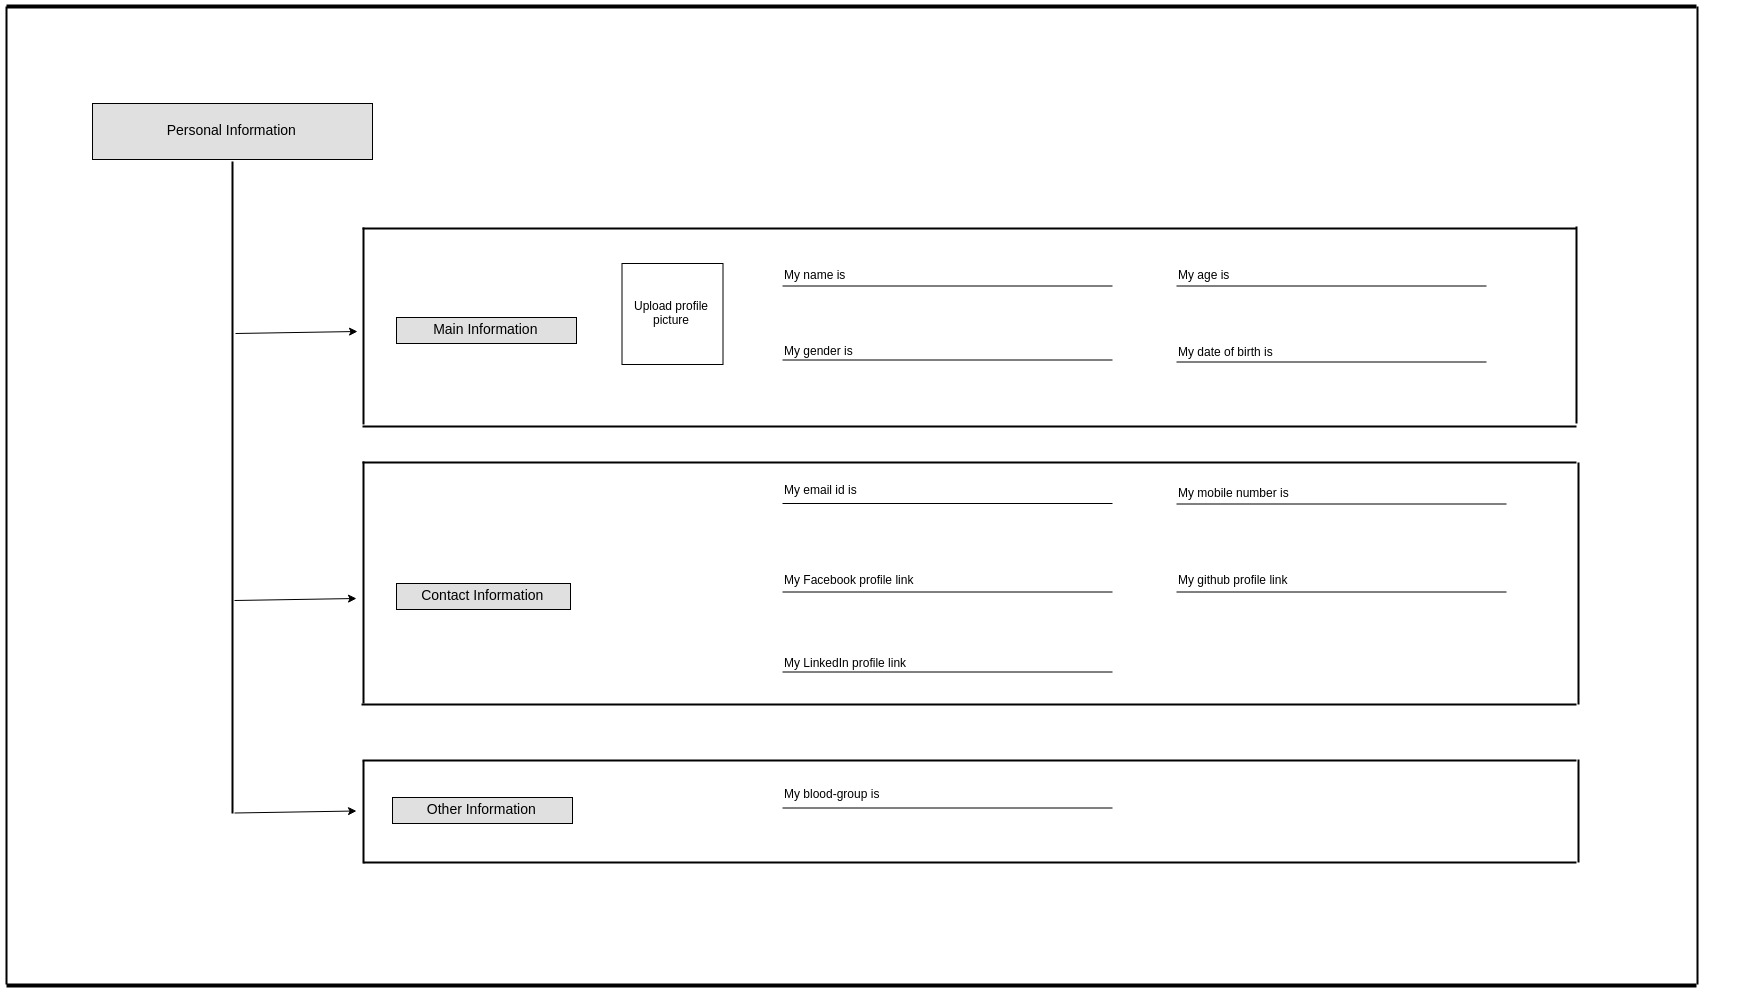 Personal Information
Main Information
Upload profile
picture
My name is
My age is
My gender is
My date of birth is
Contact Information
My email id is
My mobile number is
My Facebook profile link
My github profile link
My LinkedIn profile link
Other Information
My blood-group is